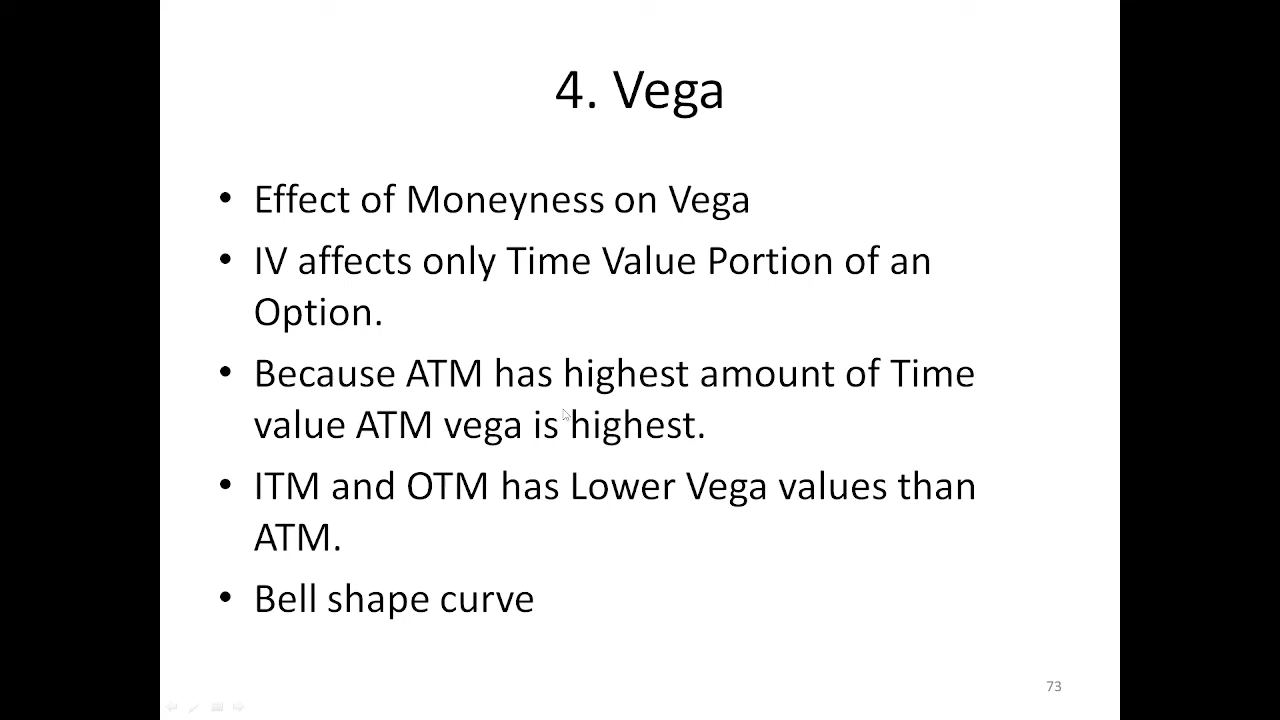 4. Vega
• Effect of Moneyness on Vega
• IV affects only Time Value Portion of an
Option.
• Because ATM has highest amount of Time
value ATM vega is highest.
• ITM and OTM has Lower Vega values than
ATM.
• Bell shape curve
73